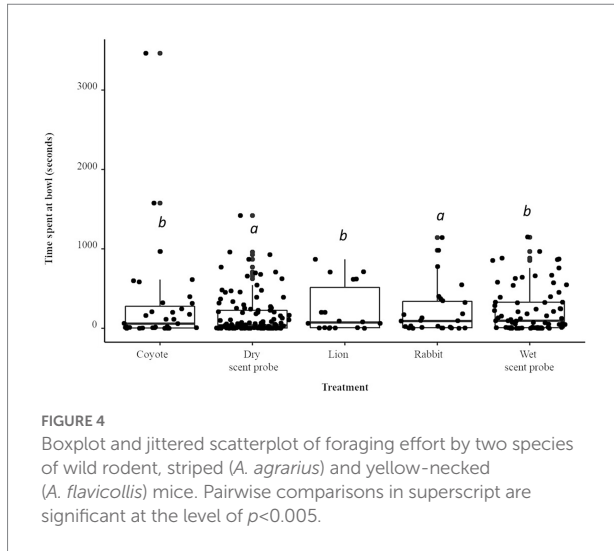 Time spent at bowl (seconds)
3000
2000
1000
0
b
a
b
a
b
Coyote
Dry
scent probe
Lion
Rabbit
Wet
scent probe
Treatment
FIGURE 4
Boxplot and jittered scatterplot of foraging effort by two species
of wild rodent, striped (A. agrarius) and yellow-necked
(A. flavicollis) mice. Pairwise comparisons in superscript are
significant at the level of p<0.005.